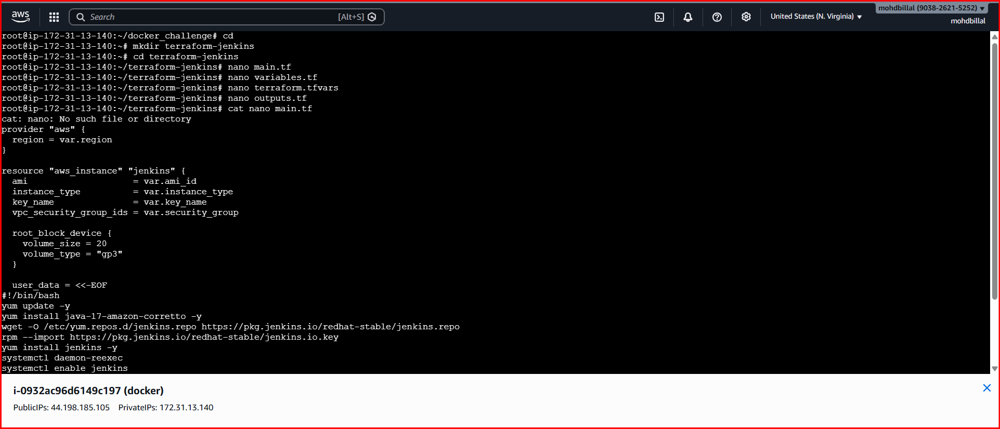 aws
Search [Alt+S]
United States (N. Virginia)
mohdbillal (9038-2621-5252)
mohdbillal
root@ip-172-31-13-140:~/docker_challenge# cd
root@ip-172-31-13-140:~# mkdir terraform-jenkins
root@ip-172-31-13-140:~# cd terraform-jenkins
root@ip-172-31-13-140:~/terraform-jenkins# nano main.tf
root@ip-172-31-13-140:~/terraform-jenkins# nano variables.tf
root@ip-172-31-13-140:~/terraform-jenkins# nano terraform.tfvars
root@ip-172-31-13-140:~/terraform-jenkins# nano outputs.tf
root@ip-172-31-13-140:~/terraform-jenkins# cat nano main.tf
cat: nano: No such file or directory
provider "aws" {
  region = var.region
}
resource "aws_instance" "jenkins" {
  ami                    = var.ami_id
  instance_type          = var.instance_type
  key_name               = var.key_name
  vpc_security_group_ids = var.security_group
  root_block_device {
    volume_size = 20
    volume_type = "gp3"
  }
  user_data = <<-EOF
#!/bin/bash
yum update -y
yum install java-17-amazon-corretto -y
wget -O /etc/yum.repos.d/jenkins.repo https://pkg.jenkins.io/redhat-stable/jenkins.repo
rpm --import https://pkg.jenkins.io/redhat-stable/jenkins.io.key
yum install jenkins -y
systemctl daemon-reexec
systemctl enable jenkins
i-0932ac96d6149c197 (docker)
PublicIPs: 44.198.185.105 PrivateIPs: 172.31.13.140